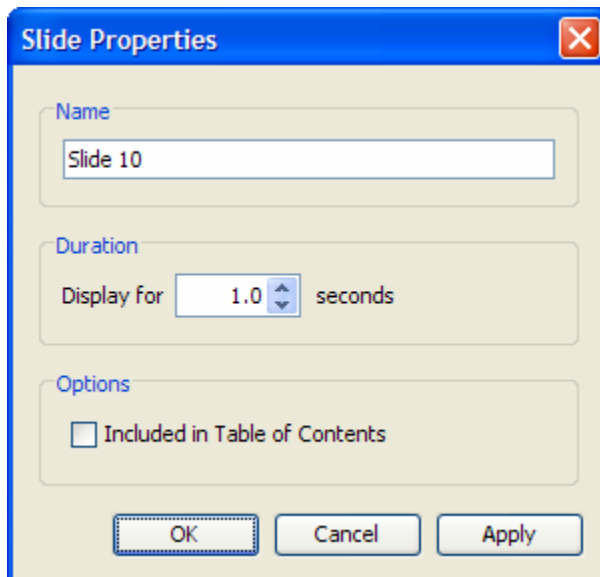 Slide Properties
Name
Slide 10
Duration
Display for 1.0 seconds
Options
Included in Table of Contents
OK Cancel Apply